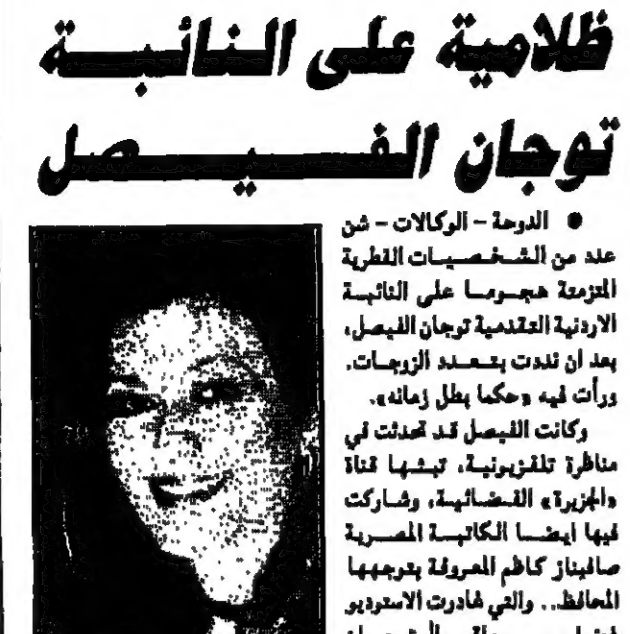 ظلامية على النائبة
توجان الفيصل
● الدوحة - الوكالات - شن
عدد من الشخصيات القطرية
المتزمتة هجوما على النائبة
الاردنية التقدمية توجان الفيصل،
بعد ان نددت بتعدد الزوجات،
ورأت فيه «حكما بطل زمانه».
وكانت الفيصل قد تحدثت في
مناظرة تلفزيونية، تبثها قناة
«الجزيرة» الفضائية، وشاركت
فيها ايضا الكاتبة المصرية
صافيناز كاظم المعروفة بتوجهها
المحافظ.. والتي غادرت الاستوديو